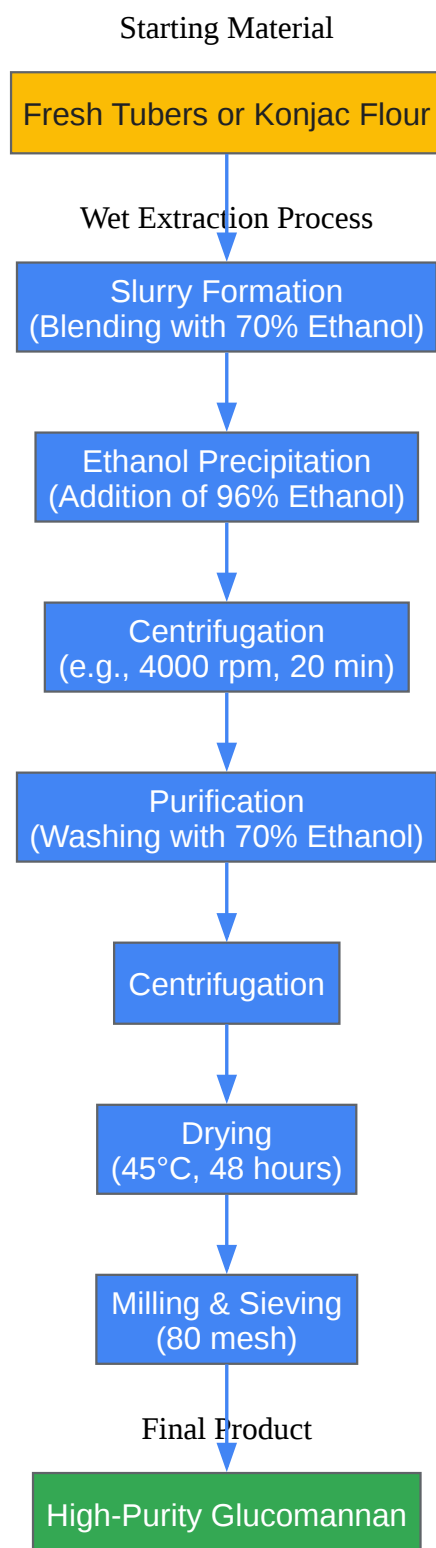 Starting Material
Fresh Tubers or Konjac Flour
Wet Extraction Process
Slurry Formation
(Blending with 70% Ethanol)
Ethanol Precipitation
(Addition of 96% Ethanol)
Centrifugation
(e.g., 4000 rpm, 20 min)
Purification
(Washing with 70% Ethanol)
Centrifugation
Drying
(45°C, 48 hours)
Milling & Sieving
(80 mesh)
Final Product
High-Purity Glucomannan